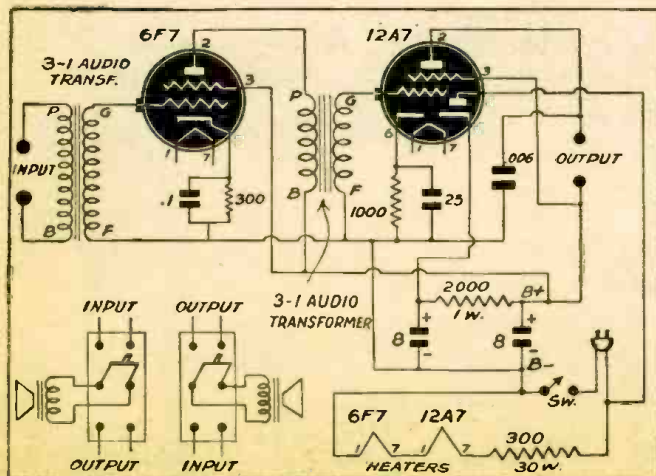 6F7
12A7
3-1 AUDIO
TRANSF.
2
3
2
3
P
G
P
G
INPUT
1
7
6
1
7
.006
OUTPUT
.1
300
1000
25
B
F
B
F
3-1 AUDIO
TRANSFORMER
2000
1 W.
B+
8
+
-
8
+
-
B-
SW.
INPUT
OUTPUT
R
R
OUTPUT
INPUT
6F7
12A7
300
1
7
1
7
30 W.
HEATERS